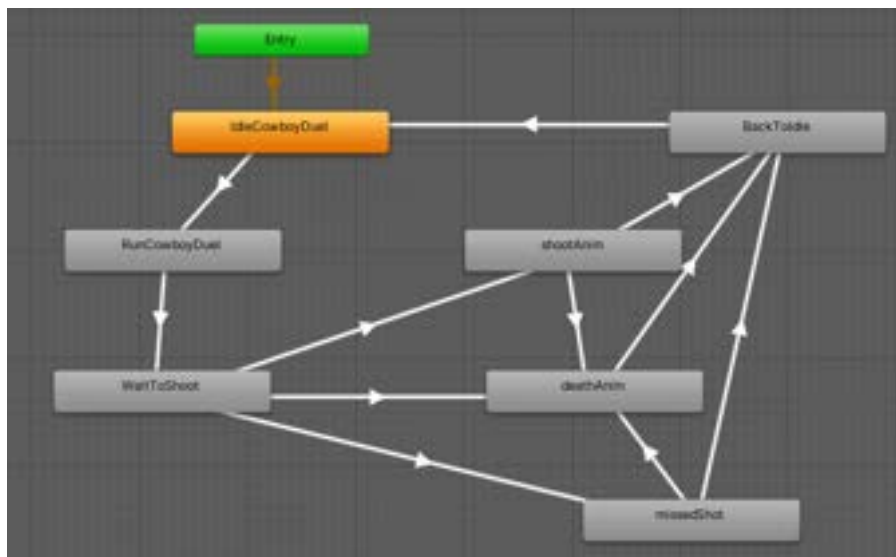 Entry
IdleCowboyDuel
BackToIdle
RunCowboyDuel
shootAnim
WaitToShoot
deathAnim
missedShot